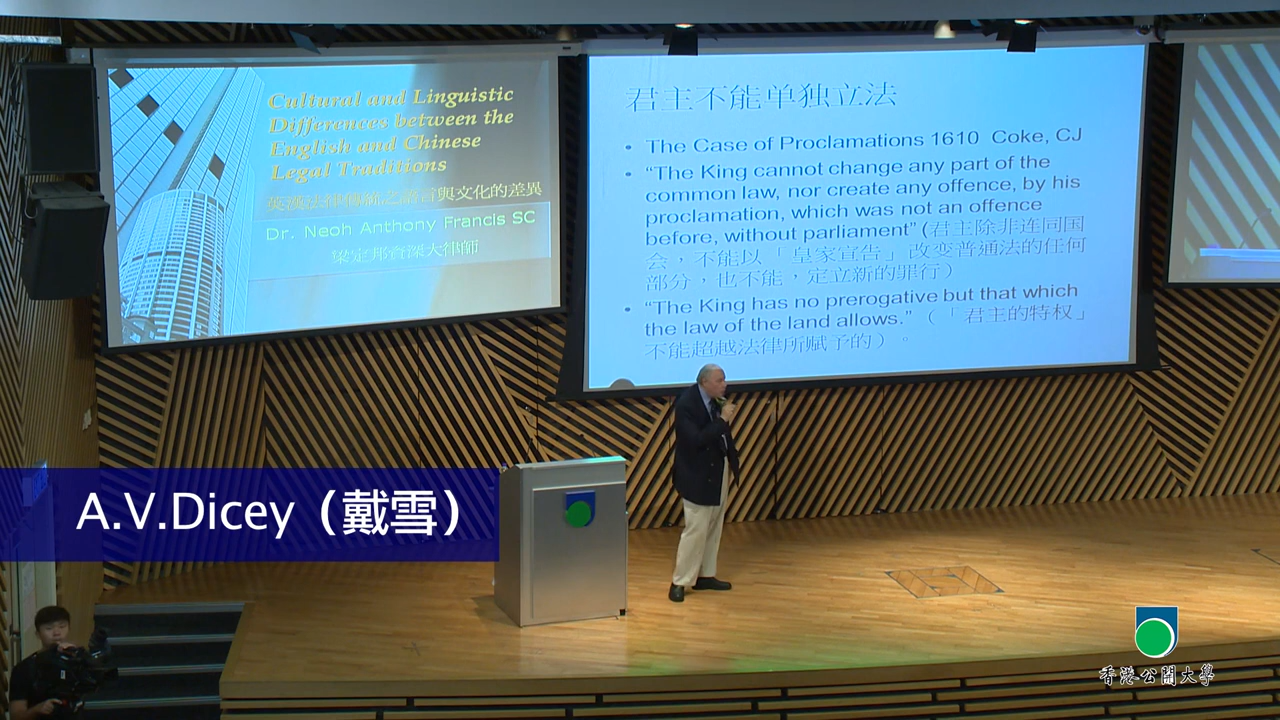 Cultural and Linguistic
Differences between the
English and Chinese
Legal Traditions
英漢法律傳統之語言與文化的差異
Dr. Neoh Anthony Francis SC
梁定邦資深大律師
君主不能单独立法
• The Case of Proclamations 1610 Coke, CJ
• “The King cannot change any part of the
common law, nor create any offence, by his
proclamation, which was not an offence
before, without parliament” (君主除非连同国
会，不能以「皇家宣告」改变普通法的任何
部分，也不能，定立新的罪行)
• “The King has no prerogative but that which
the law of the land allows.” (「君主的特权」
不能超越法律所赋予的)。
A.V.Dicey（戴雪）
香港公開大學